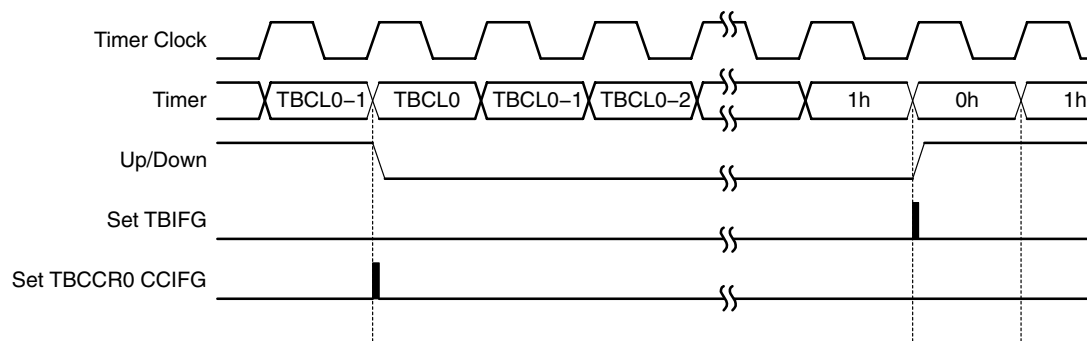 Timer Clock
Timer TBCL0−1 TBCL0 TBCL0−1 TBCL0−2 1h 0h 1h
Up/Down
Set TBIFG
Set TBCCR0 CCIFG